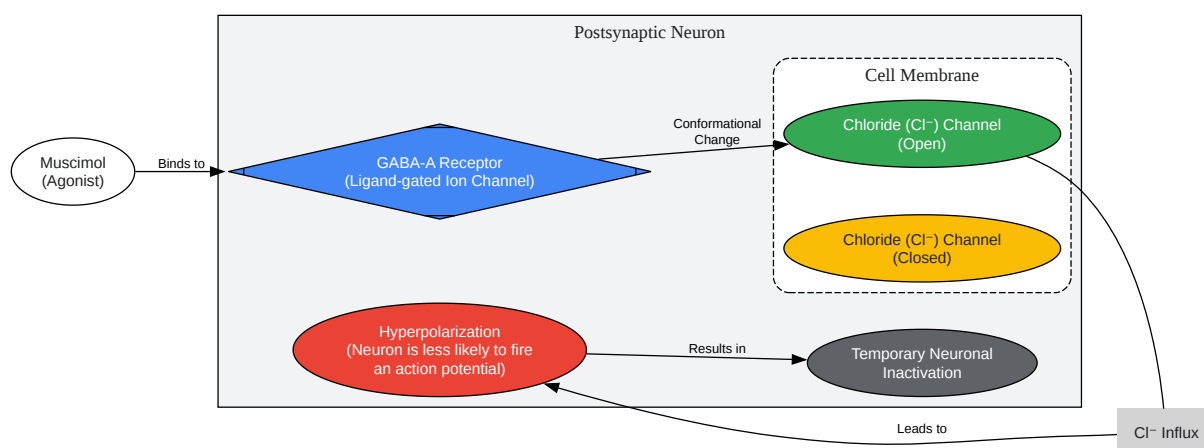 Postsynaptic Neuron
Cell Membrane
Muscimol
(Agonist)
Binds to
GABA-A Receptor
(Ligand-gated Ion Channel)
Conformational
Change
Chloride (Cl⁻) Channel
(Open)
Chloride (Cl⁻) Channel
(Closed)
Hyperpolarization
(Neuron is less likely to fire
an action potential)
Results in
Temporary Neuronal
Inactivation
Leads to
Cl⁻ Influx